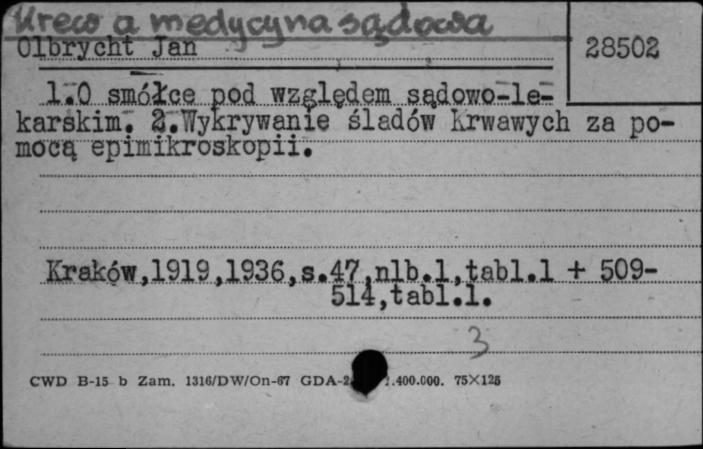 Krew a medycyna sądowa
Olbrycht Jan
28502
1.O smółce pod względem sądowo-le-
karskim. 2.Wykrywanie śladów krwawych za po-
mocą epimikroskopii.
Kraków,1919,1936,s.47,nlb.1,tabl.1 + 509-
514,tabl.1.
3
CWD B-15 b Zam. 1316/DW/On-67 GDA-2 .400.000. 75×125